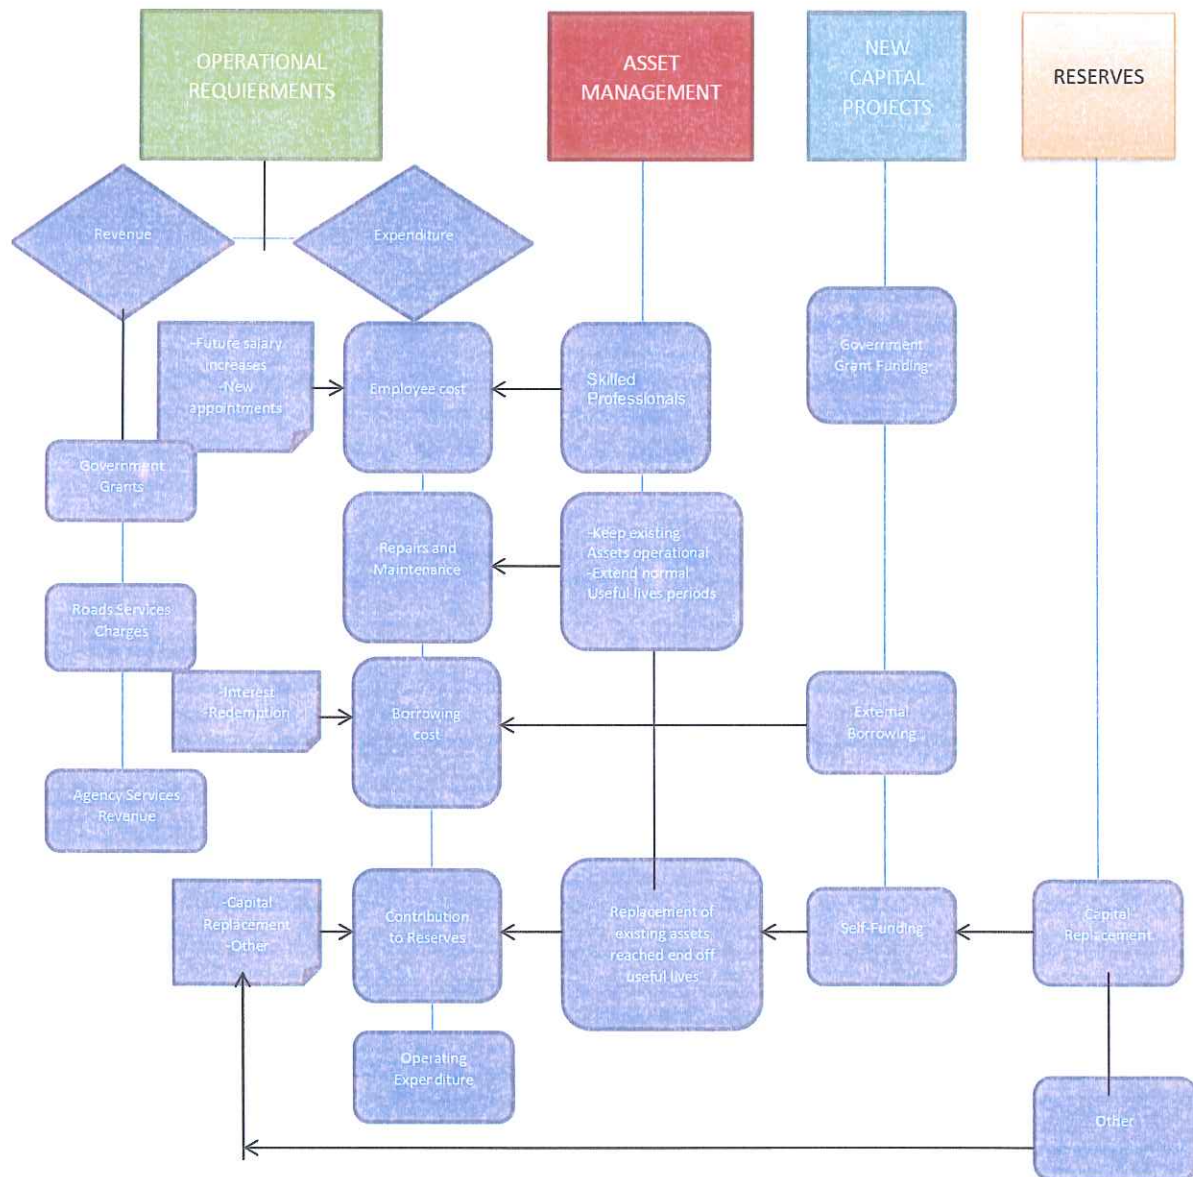 OPERATIONAL
REQUIERMENTS
ASSET
MANAGEMENT
NEW
CAPITAL
PROJECTS
RESERVES
Revenue
Expenditure
-Future salary
increases
-New
appointments
Employee cost
Skilled
Professionals
Government
Grant Funding
Government
Grants
Repairs and
Maintenance
-Keep existing
Assets operational
-Extend normal
Useful lives periods
Roads Services
Charges
-Interest
-Redemption
Borrowing
cost
External
Borrowing
Agency Services
Revenue
-Capital
Replacement
-Other
Contribution
to Reserves
Replacement of
existing assets
reached end off
useful lives
Self-Funding
Capital
Replacement
Operating
Expenditure
Other